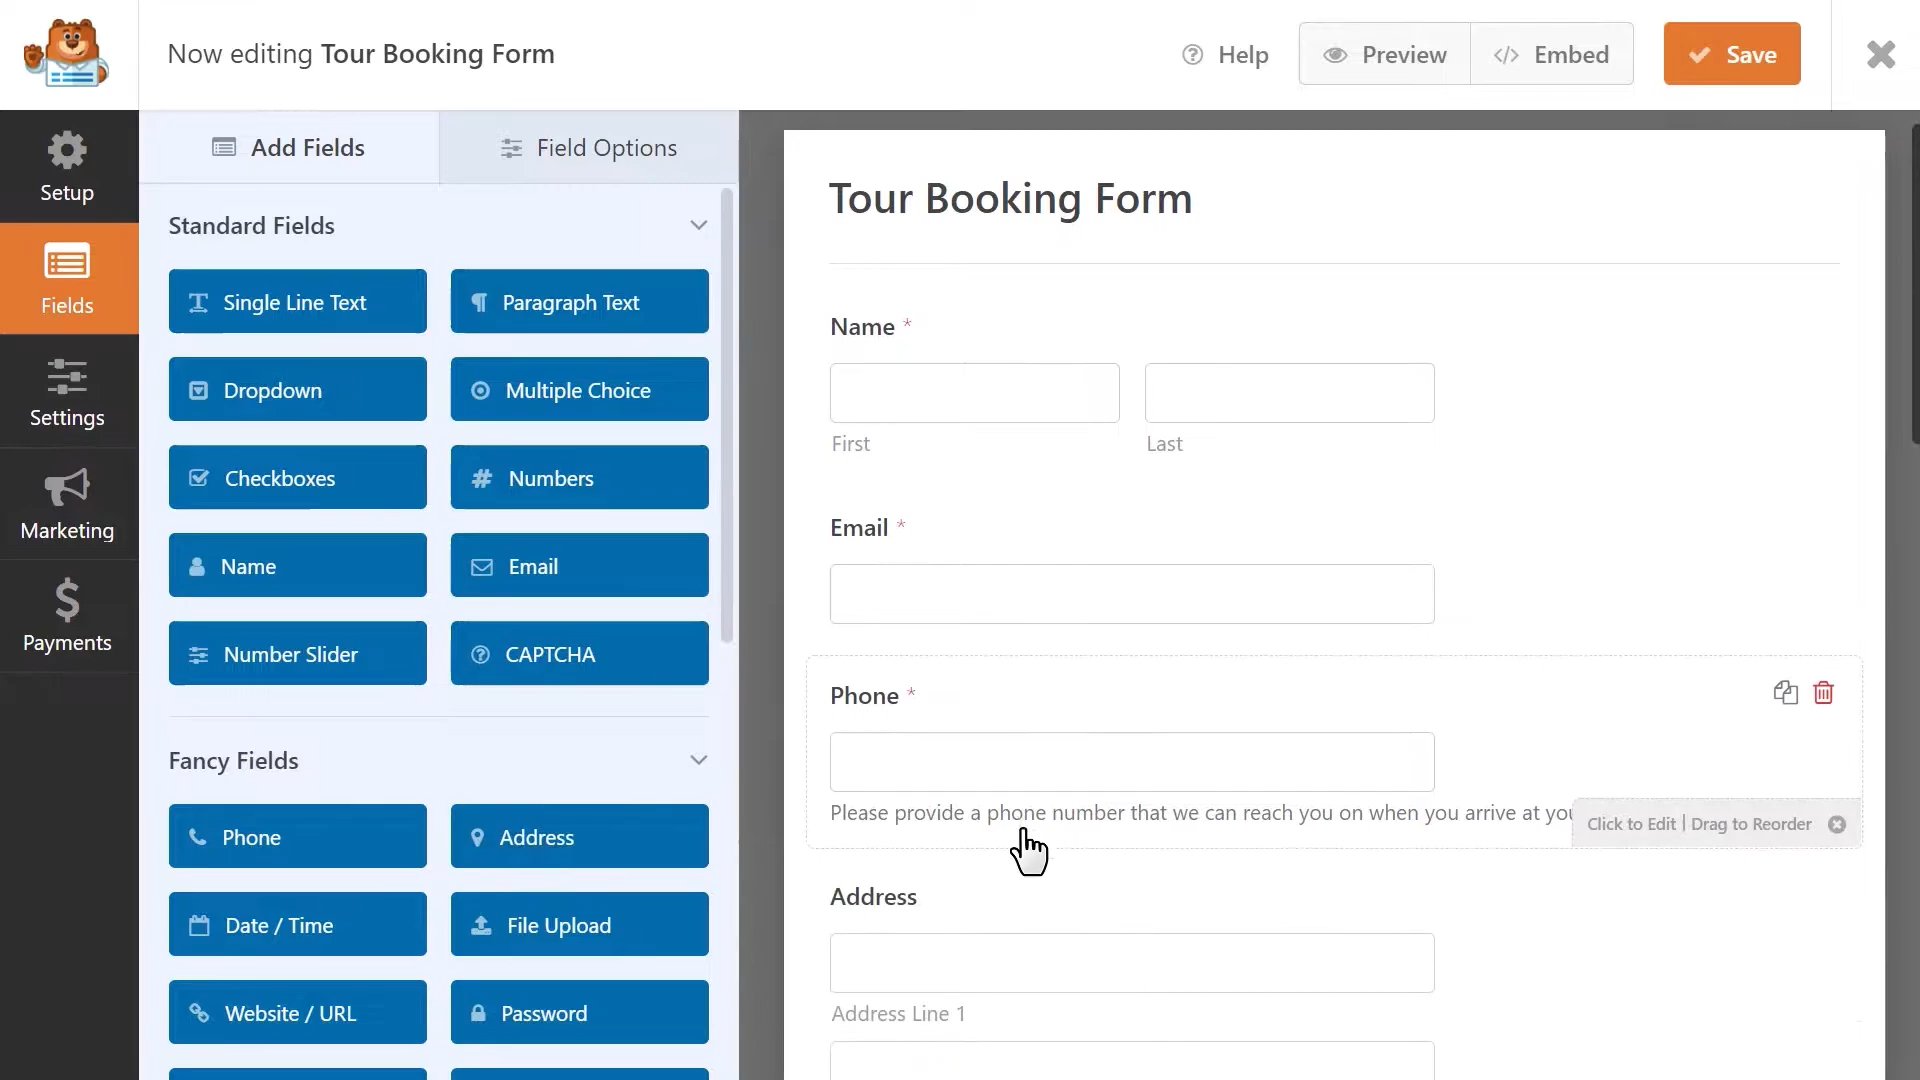 Now editing Tour Booking Form
Help
Preview
Embed
Save
Setup
Fields
Settings
Marketing
Payments
Add Fields
Field Options
Standard Fields
Single Line Text
Paragraph Text
Dropdown
Multiple Choice
Checkboxes
Numbers
Name
Email
Number Slider
CAPTCHA
Fancy Fields
Phone
Address
Date / Time
File Upload
Website / URL
Password
Tour Booking Form
Name *
First
Last
Email *
Phone *
Please provide a phone number that we can reach you on when you arrive at you
Click to Edit | Drag to Reorder
Address
Address Line 1